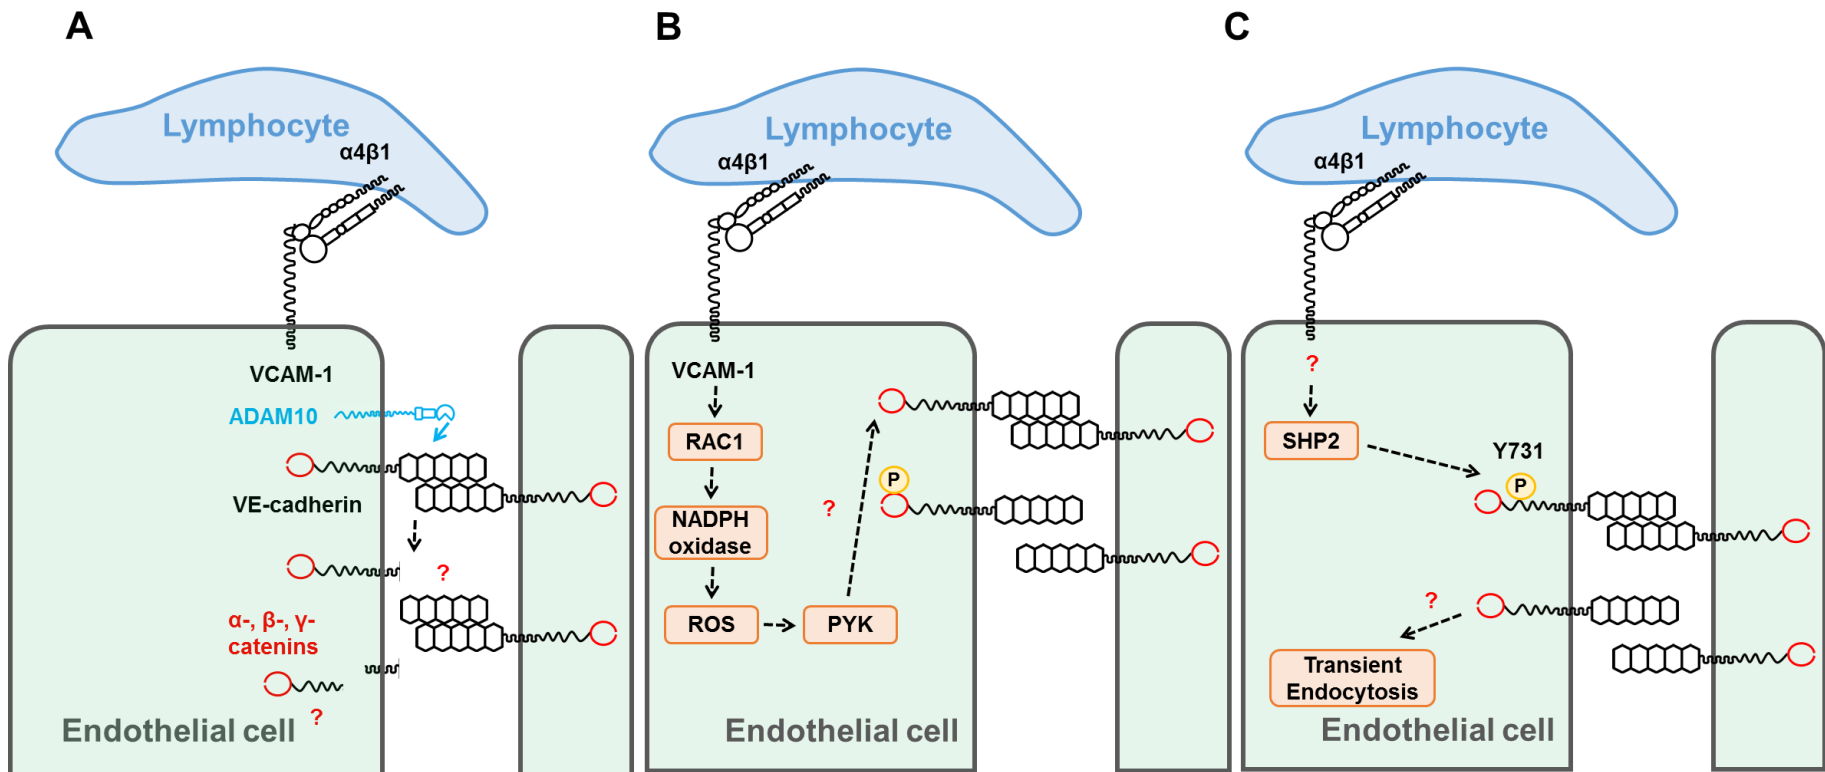 A
Lymphocyte
α4β1
VCAM-1
ADAM10
VE-cadherin
?
α-, β-, γ-
catenins
?
Endothelial cell
B
Lymphocyte
α4β1
VCAM-1
RAC1
NADPH
oxidase
ROS
PYK
?
P
Endothelial cell
C
Lymphocyte
α4β1
?
SHP2
Y731
P
?
Transient
Endocytosis
Endothelial cell